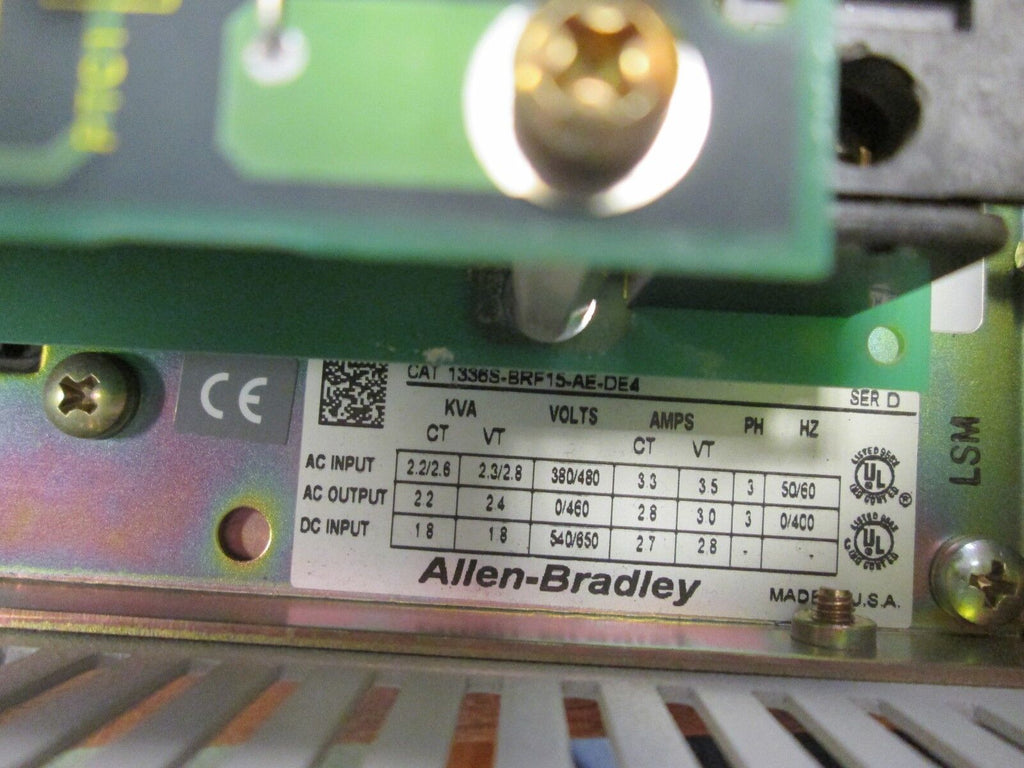 CE
CAT 1336S-BRF15-AE-DE4
SER D
KVA VOLTS AMPS PH HZ
CT VT CT VT
AC INPUT 2.2/2.6 2.3/2.8 380/480 3.3 3.5 3 50/60
AC OUTPUT 2.2 2.4 0/460 2.8 3.0 3 0/400
DC INPUT 1.8 1.8 540/650 2.7 2.8 - -
Allen-Bradley
MADE U.S.A.
UL ®
UL
LSM